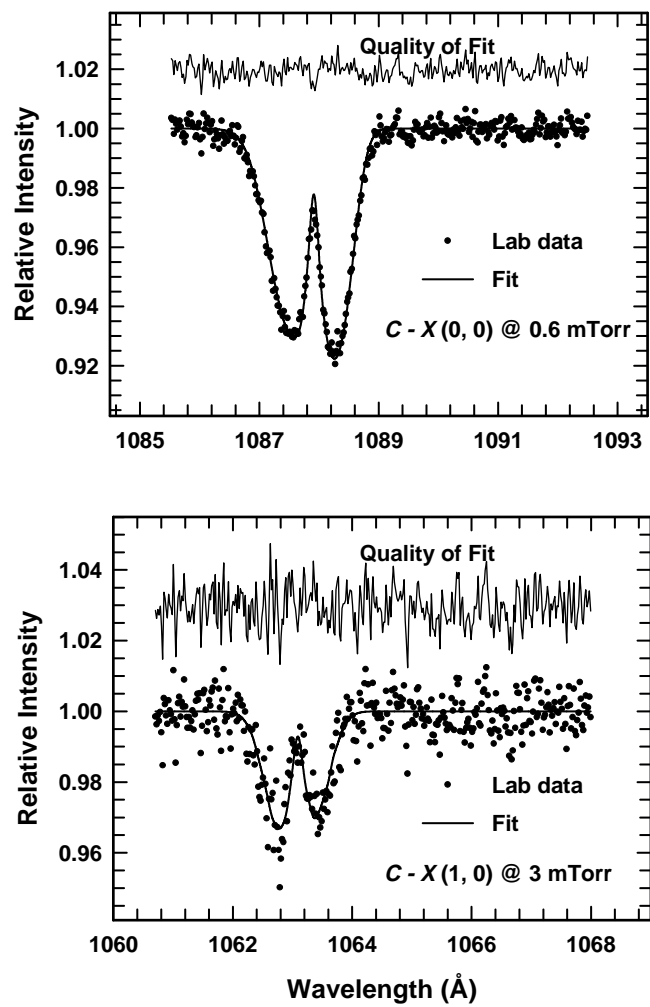 Quality of Fit
1.02
1.00
0.98
0.96
0.94
0.92
Relative Intensity
Lab data
Fit
C - X (0, 0) @ 0.6 mTorr
1085 1087 1089 1091 1093
Quality of Fit
1.04
1.02
1.00
0.98
0.96
Relative Intensity
Lab data
Fit
C - X (1, 0) @ 3 mTorr
1060 1062 1064 1066 1068
Wavelength (Å)